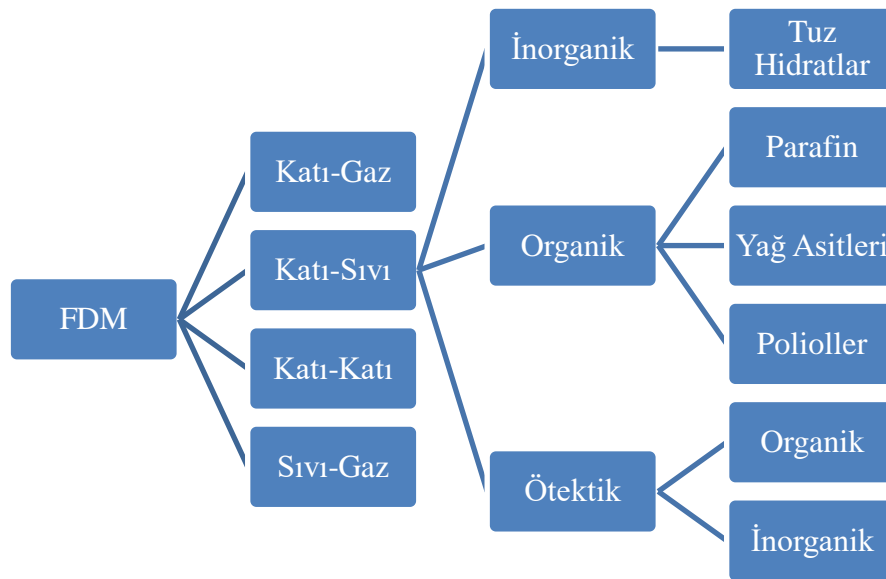 FDM
Katı-Gaz
Katı-Sıvı
Katı-Katı
Sıvı-Gaz
İnorganik
Organik
Ötektik
Tuz
Hidratlar
Parafin
Yağ Asitleri
Polioller
Organik
İnorganik